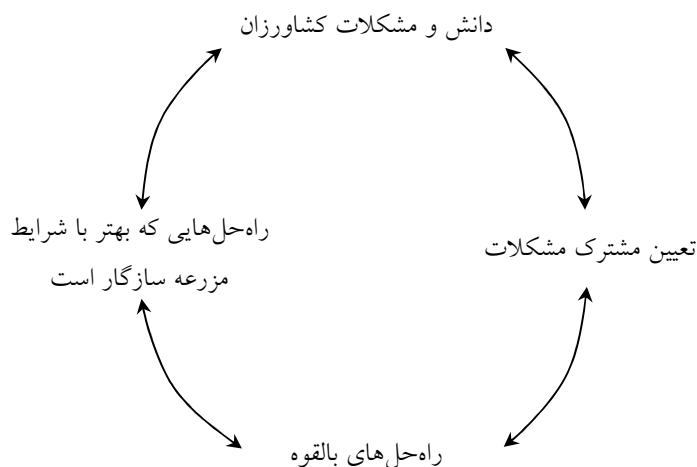 دانش و مشکلات کشاورزان
راه‌حل‌هایی که بهتر با شرایط
مزرعه سازگار است
تعیین مشترک مشکلات
راه‌حل‌های بالقوه